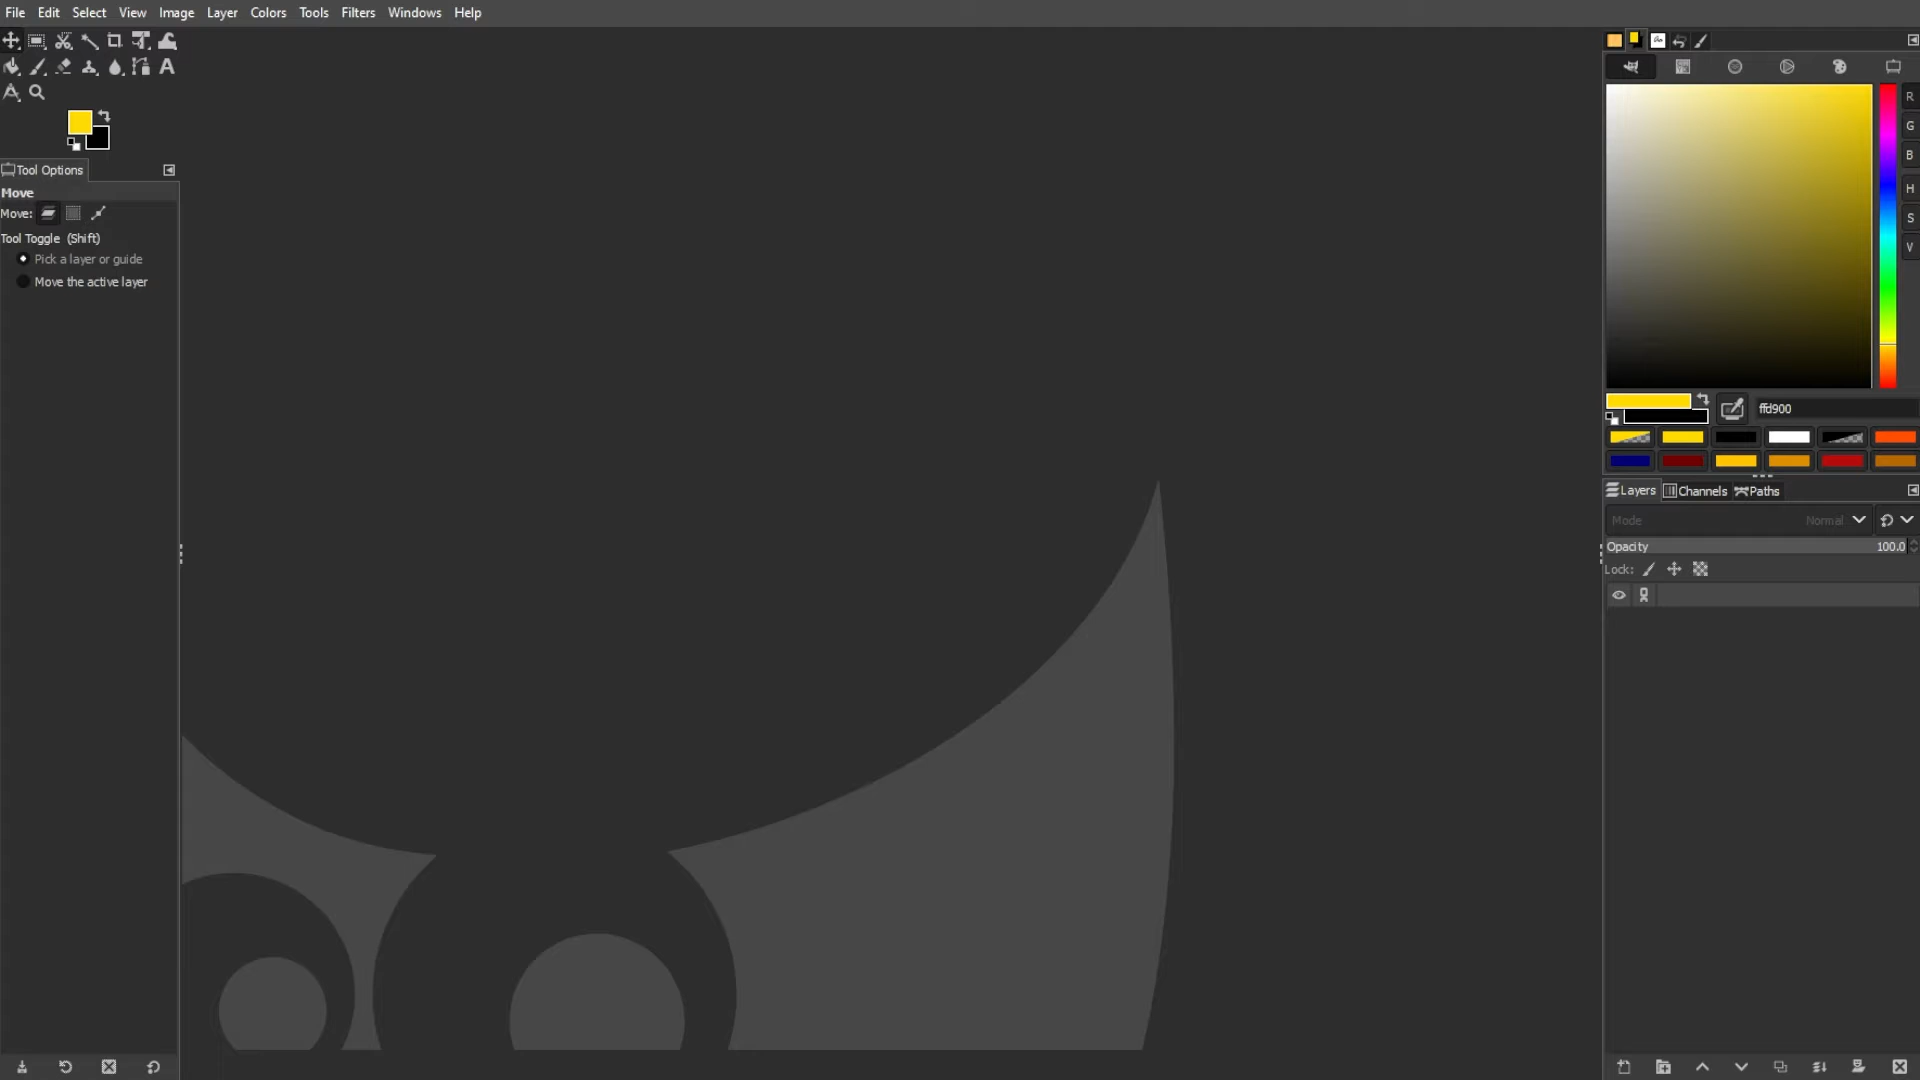 File Edit Select View Image Layer Colors Tools Filters Windows Help
Tool Options
Move
Move:
Tool Toggle (Shift)
Pick a layer or guide
Move the active layer
R
G
B
H
S
V
ffd900
Layers Channels Paths
Mode Normal
Opacity 100.0
Lock: